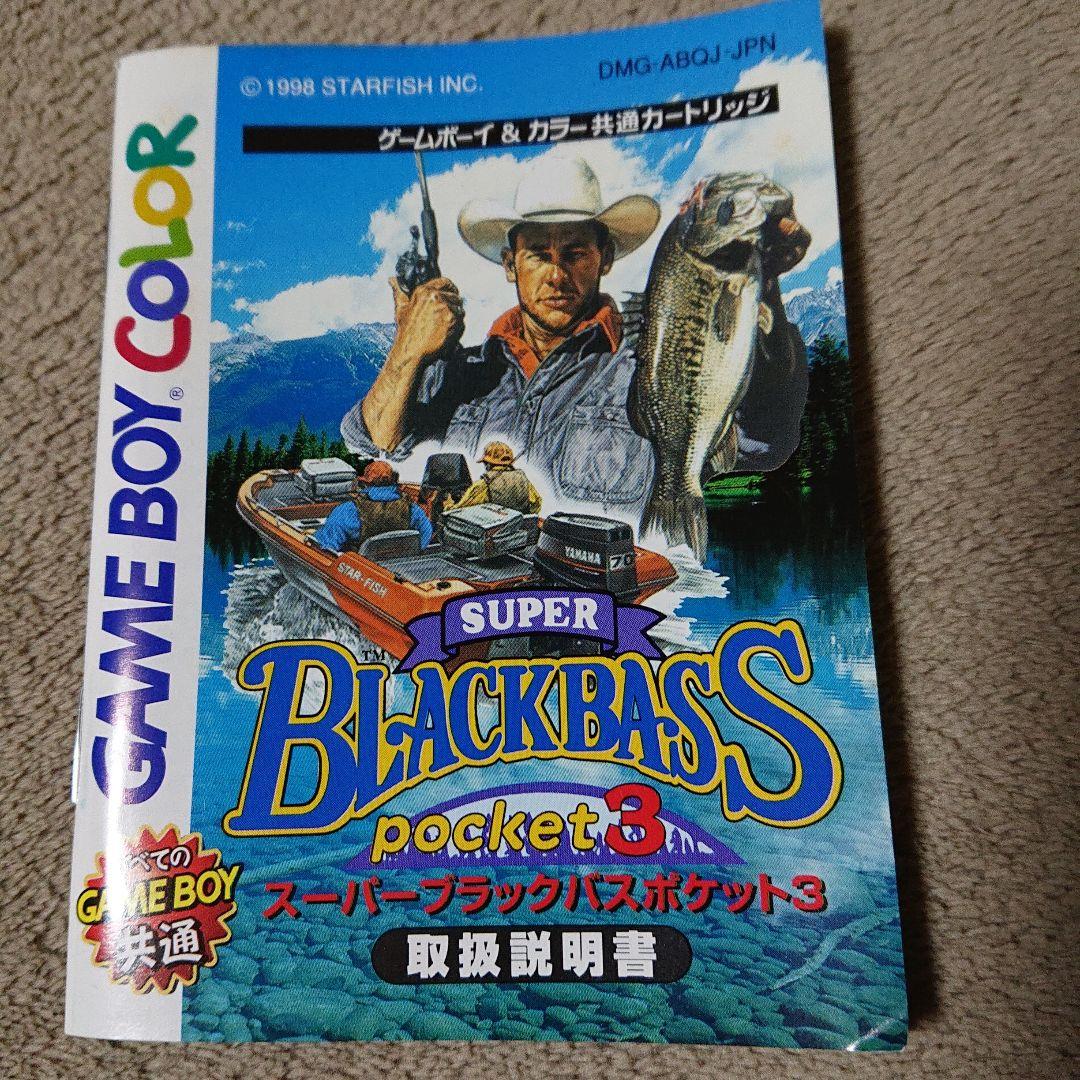 © 1998 STARFISH INC.
DMG-ABQJ-JPN
ゲームボーイ & カラー共通カートリッジ
GAME BOY® COLOR
STAR-FISH
YAMAHA
70
SUPER
BLACKBASS™
pocket3
スーパーブラックバスポケット3
取扱説明書
すべての
GAME BOY
共通